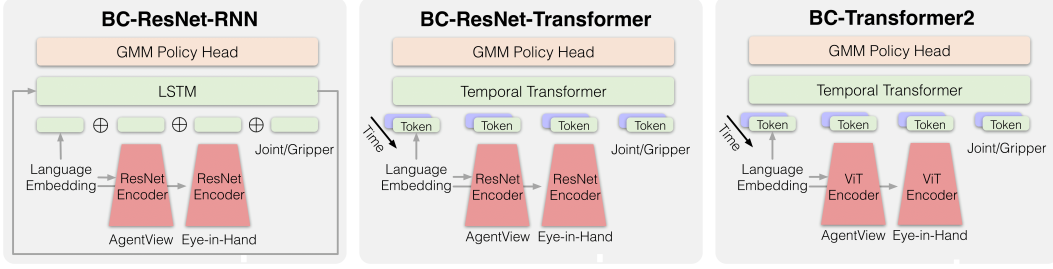 BC-ResNet-RNN
GMM Policy Head
LSTM
⊕ ⊕ ⊕
Language
Embedding
ResNet
Encoder
ResNet
Encoder
Joint/Gripper
AgentView
Eye-in-Hand
BC-ResNet-Transformer
GMM Policy Head
Temporal Transformer
Time
Token
Token
Token
Token
Language
Embedding
ResNet
Encoder
ResNet
Encoder
Joint/Gripper
AgentView
Eye-in-Hand
BC-Transformer2
GMM Policy Head
Temporal Transformer
Time
Token
Token
Token
Token
Language
Embedding
ViT
Encoder
ViT
Encoder
Joint/Gripper
AgentView
Eye-in-Hand